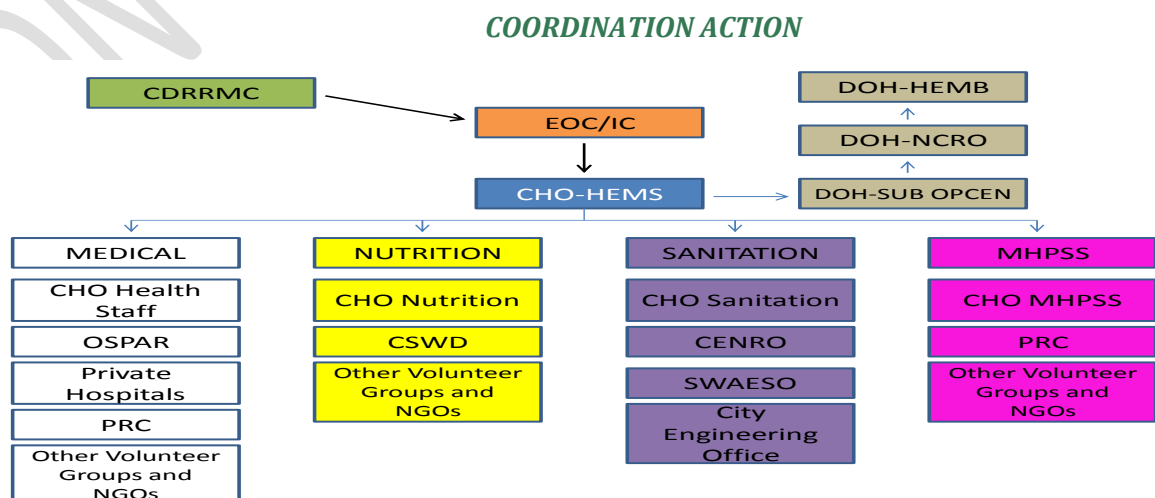 COORDINATION ACTION
CDRRMC
DOH-HEMB
EOC/IC
DOH-NCRO
CHO-HEMS
DOH-SUB OPCEN
MEDICAL
NUTRITION
SANITATION
MHPSS
CHO Health
Staff
CHO Nutrition
CHO Sanitation
CHO MHPSS
OSPAR
CSWD
CENRO
PRC
Private
Hospitals
Other Volunteer
Groups and
NGOs
SWAESO
Other Volunteer
Groups and
NGOs
PRC
City
Engineering
Office
Other Volunteer
Groups and
NGOs